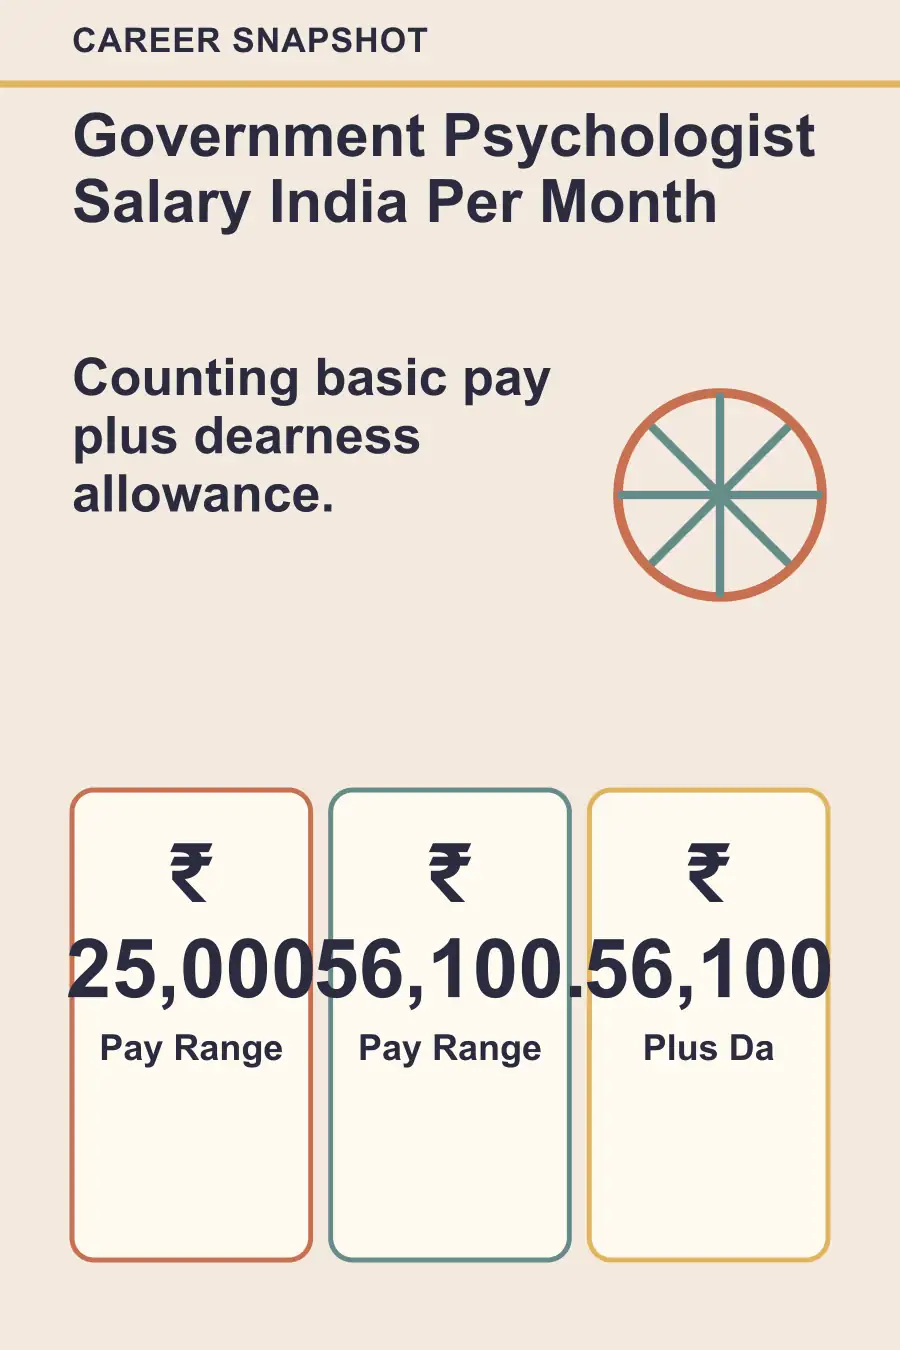 CAREER SNAPSHOT
Government Psychologist
Salary India Per Month
Counting basic pay
plus dearness
allowance.
₹
25,000
Pay Range
₹
56,100.
Pay Range
₹
56,100
Plus Da